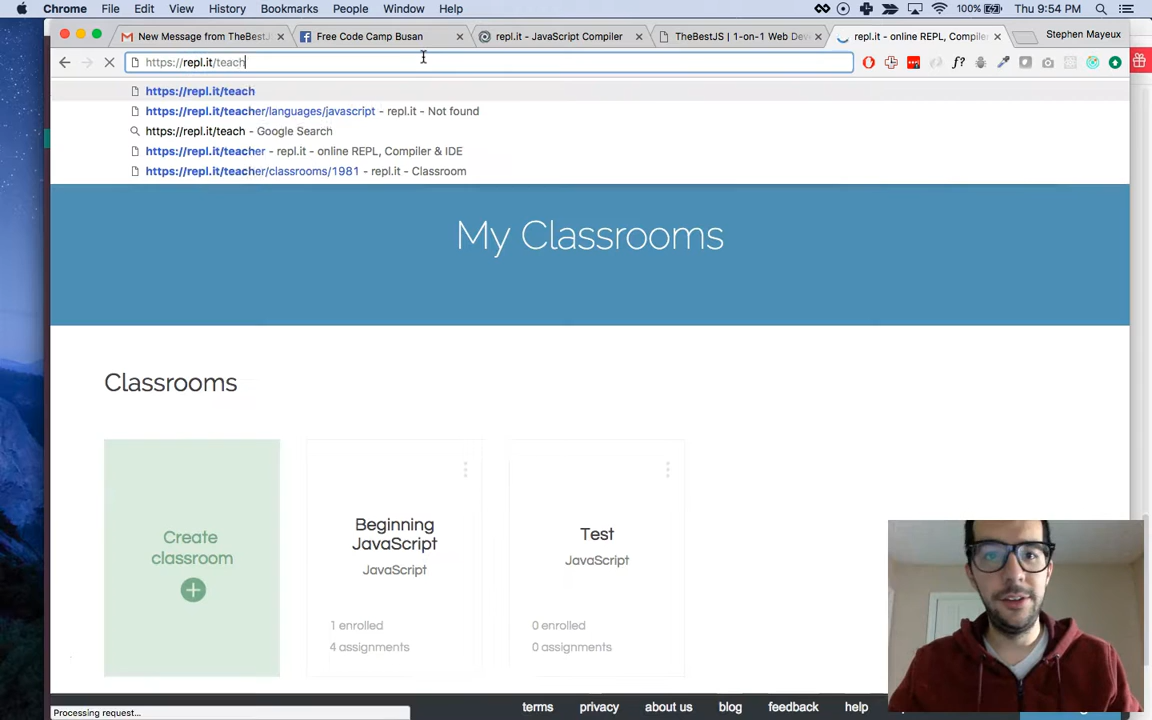 Chrome File Edit View History Bookmarks People Window Help 100% Thu 9:54 PM
New Message from TheBestJ
Free Code Camp Busan
repl.it - JavaScript Compiler
TheBestJS | 1-on-1 Web Dev
repl.it - online REPL, Compiler
Stephen Mayeux
https://repl.it/teach
f?
https://repl.it/teach
https://repl.it/teacher/languages/javascript - repl.it - Not found
https://repl.it/teach - Google Search
https://repl.it/teacher - repl.it - online REPL, Compiler & IDE
https://repl.it/teacher/classrooms/1981 - repl.it - Classroom
My Classrooms
Classrooms
Create
classroom
Beginning
JavaScript
JavaScript
1 enrolled
4 assignments
Test
JavaScript
0 enrolled
0 assignments
Processing request...
terms privacy about us blog feedback help